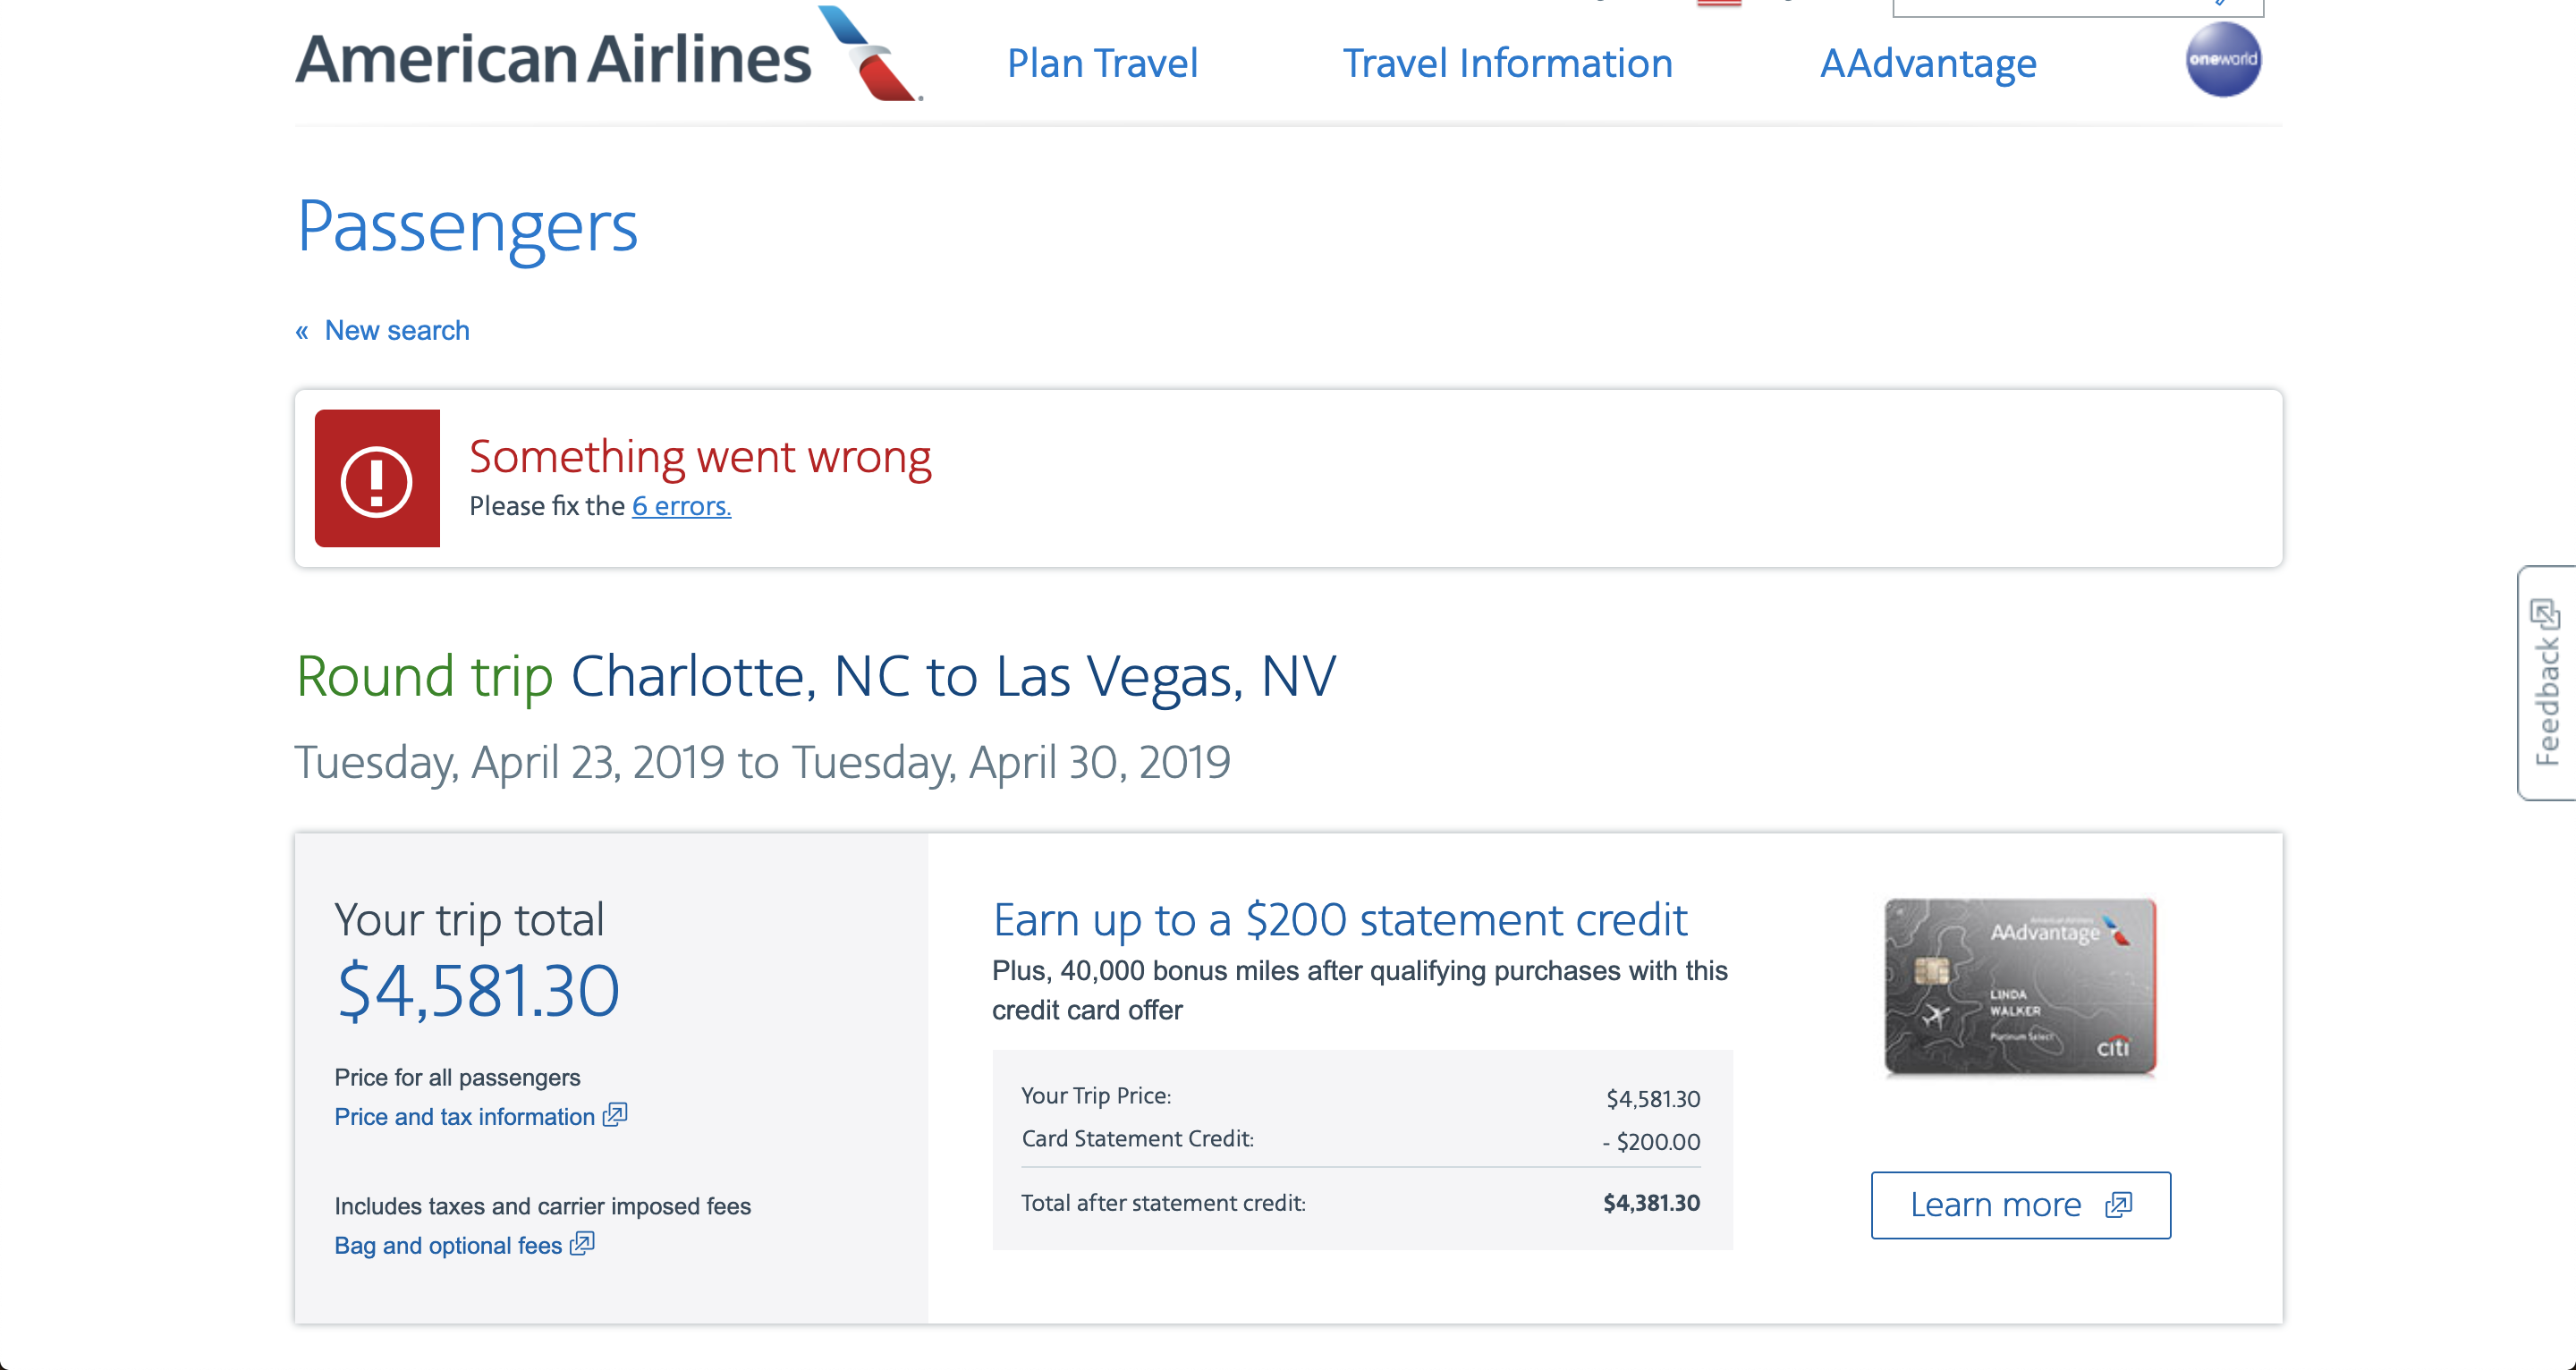 American Airlines
Plan Travel
Travel Information
AAdvantage
oneworld
Passengers
« New search
Something went wrong
Please fix the 6 errors.
Feedback
Round trip Charlotte, NC to Las Vegas, NV
Tuesday, April 23, 2019 to Tuesday, April 30, 2019
Your trip total
$4,581.30
Price for all passengers
Price and tax information
Includes taxes and carrier imposed fees
Bag and optional fees
Earn up to a $200 statement credit
Plus, 40,000 bonus miles after qualifying purchases with this
credit card offer
Your Trip Price: $4,581.30
Card Statement Credit: - $200.00
Total after statement credit: $4,381.30
American Airlines
AAdvantage
LINDA
WALKER
Platinum Select
citi
Learn more